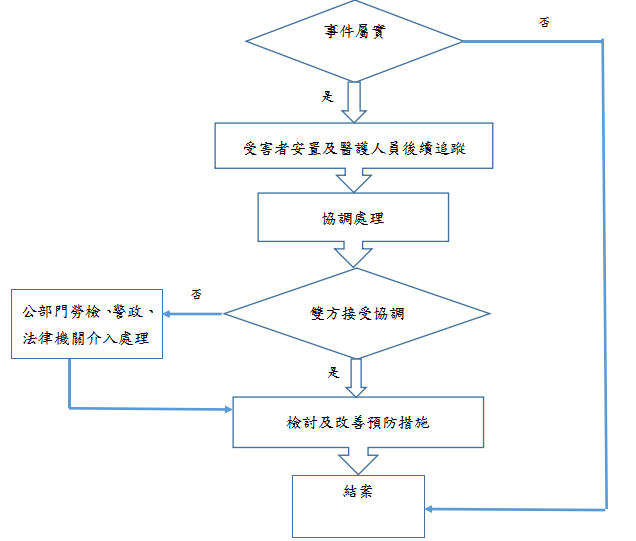 事件屬實
否
是
受害者安置及醫護人員後續追蹤
協調處理
否
公部門勞檢、警政、
法律機關介入處理
雙方接受協調
是
檢討及改善預防措施
結案